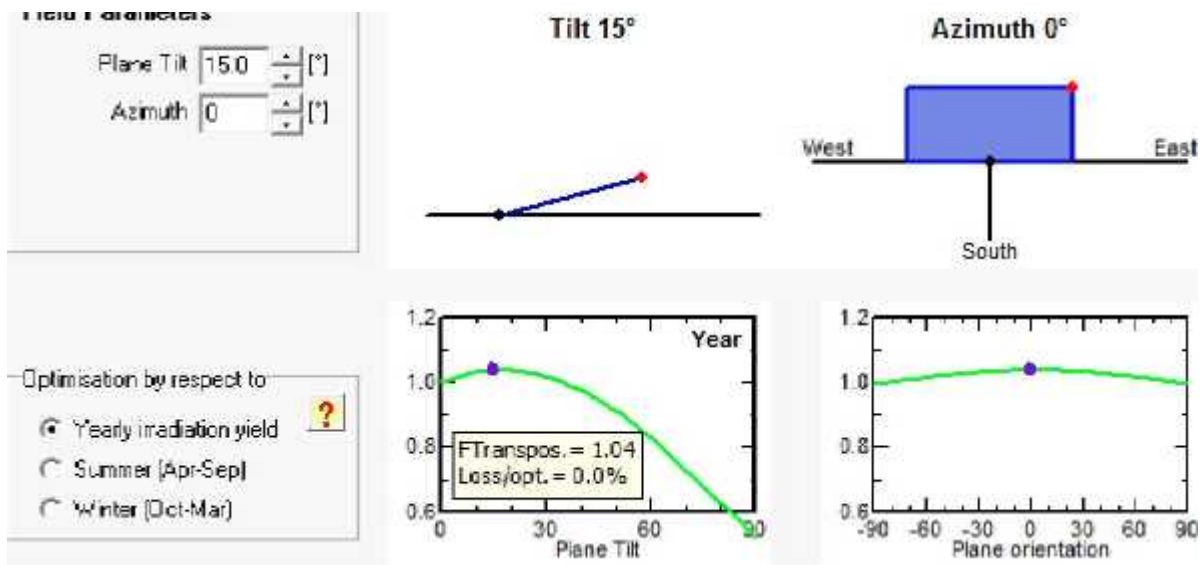 Field Parameters
Plane Tilt 15.0 [°]
Azimuth 0 [°]
Tilt 15°
Azimuth 0°
West
East
South
Optimisation by respect to
?
Yearly irradiation yield
Summer (Apr-Sep)
Winter (Oct-Mar)
1.2
Year
1.0
0.8
FTranspos. = 1.04
Loss/opt. = 0.0%
0.6
0 30 60 90
Plane Tilt
1.2
1.0
0.8
0.6
-90 -60 -30 0 30 60 90
Plane orientation